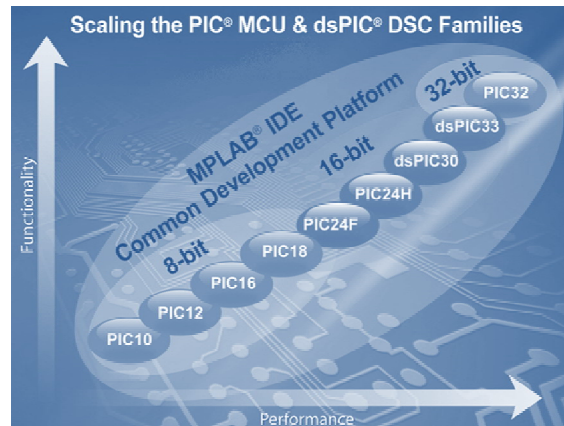 Scaling the PIC® MCU & dsPIC® DSC Families
32-bit
PIC32
dsPIC33
MPLAB® IDE
Common Development Platform
16-bit
dsPIC30
PIC24H
PIC24F
8-bit
PIC18
PIC16
PIC12
PIC10
Functionality
Performance